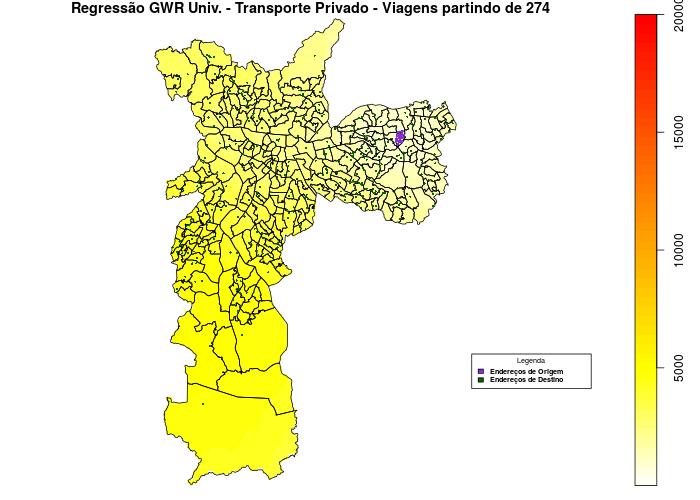 Regressão GWR Univ. - Transporte Privado - Viagens partindo de 274
20000
15000
10000
5000
Legenda
Endereços de Origem
Endereços de Destino